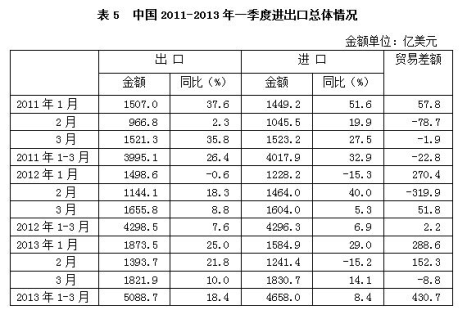 表 5 中国 2011-2013 年一季度进出口总体情况
金额单位：亿美元
出 口 进 口 贸易差额
金额 同比（%） 金额 同比（%）
2011 年 1 月 1507.0 37.6 1449.2 51.6 57.8
2 月 966.8 2.3 1045.5 19.9 -78.7
3 月 1521.3 35.8 1523.2 27.5 -1.9
2011 年 1-3 月 3995.1 26.4 4017.9 32.9 -22.8
2012 年 1 月 1498.6 -0.6 1228.2 -15.3 270.4
2 月 1144.1 18.3 1464.0 40.0 -319.9
3 月 1655.8 8.8 1604.0 5.3 51.8
2012 年 1-3 月 4298.5 7.6 4296.3 6.9 2.2
2013 年 1 月 1873.5 25.0 1584.9 29.0 288.6
2 月 1393.7 21.8 1241.4 -15.2 152.3
3 月 1821.9 10.0 1830.7 14.1 -8.8
2013 年 1-3 月 5088.7 18.4 4658.0 8.4 430.7